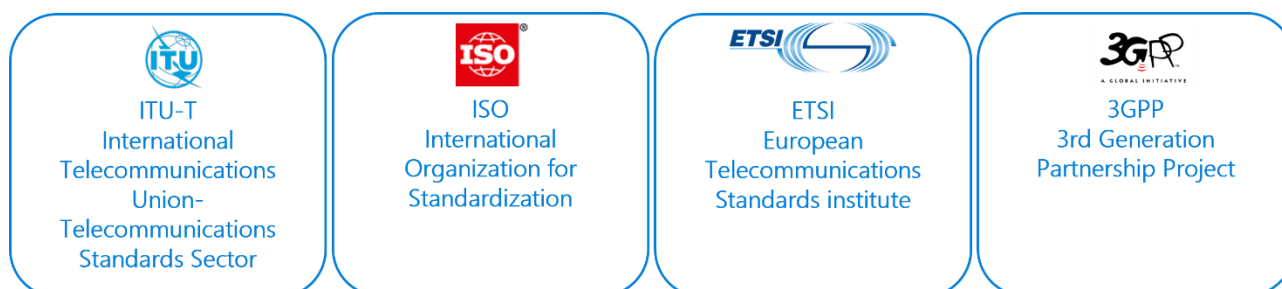 ITU
ITU-T
International
Telecommunications
Union-
Telecommunications
Standards Sector
ISO®
ISO
International
Organization for
Standardization
ETSI
ETSI
European
Telecommunications
Standards institute
3GPP™
A GLOBAL INITIATIVE
3GPP
3rd Generation
Partnership Project